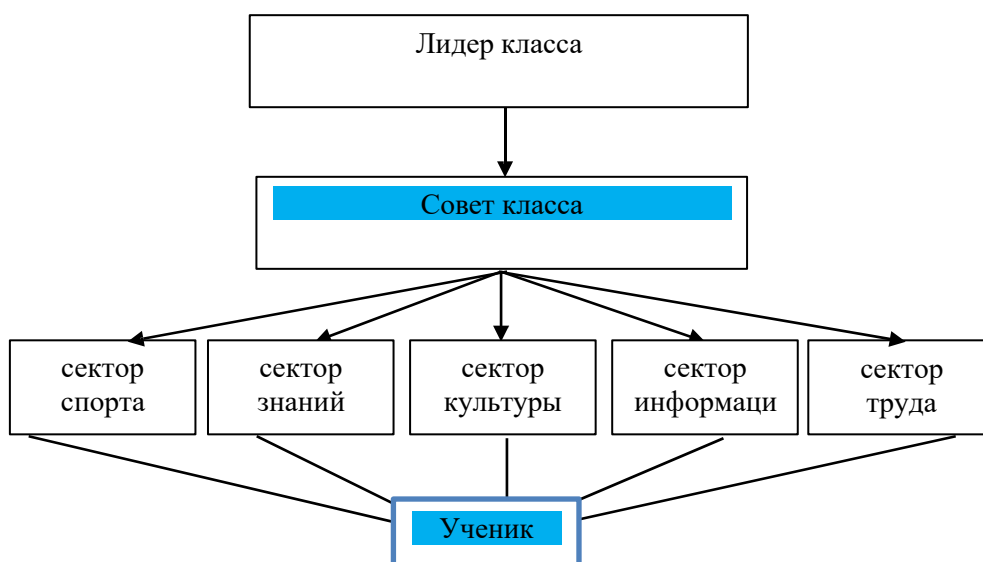 Лидер класса
Совет класса
сектор
спорта
сектор
знаний
сектор
культуры
сектор
информаци
сектор
труда
Ученик